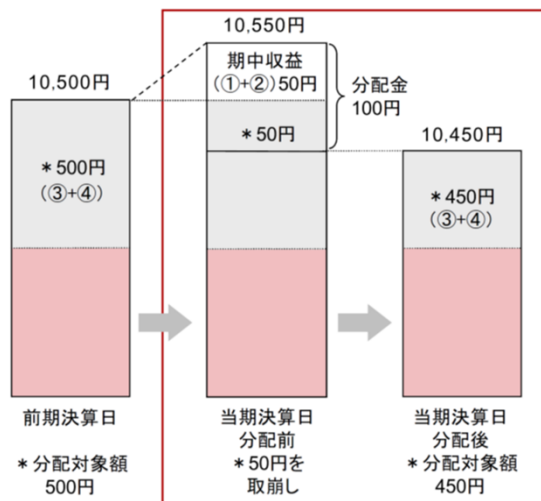 10,550円
期中収益
(①+②)50円
分配金
100円
10,500円
*50円
10,450円
*500円
(③+④)
*450円
(③+④)
前期決算日
*分配対象額
500円
当期決算日
分配前
*50円を
取崩し
当期決算日
分配後
*分配対象額
450円